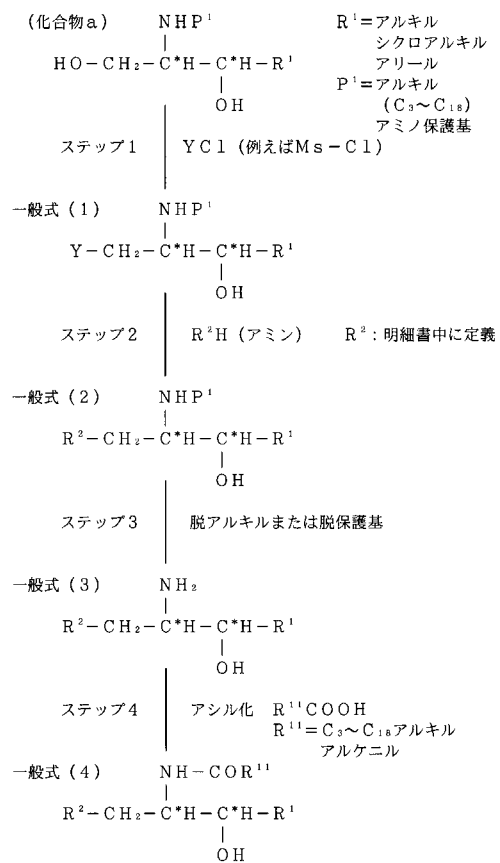 (化合物a) NHP¹ R¹=アルキル
シクロアルキル
HO-CH₂-C*H-C*H-R¹ アリール
P¹=アルキル
OH (C₃~C₁₈)
アミノ保護基
ステップ1 YCl (例えばMs-Cl)
一般式(1) NHP¹
Y-CH₂-C*H-C*H-R¹
OH
ステップ2 R²H (アミン) R²:明細書中に定義
一般式(2) NHP¹
R²-CH₂-C*H-C*H-R¹
OH
ステップ3 脱アルキルまたは脱保護基
一般式(3) NH₂
R²-CH₂-C*H-C*H-R¹
OH
ステップ4 アシル化 R¹¹COOH
R¹¹=C₃~C₁₈アルキル
アルケニル
一般式(4) NH-COR¹¹
R²-CH₂-C*H-C*H-R¹
OH